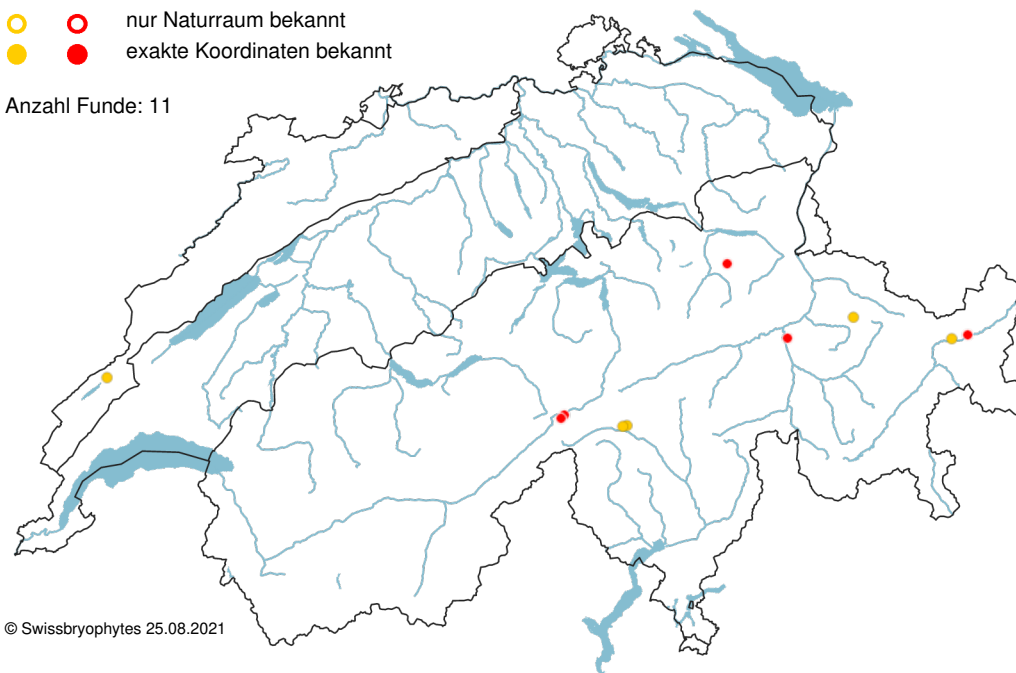 nur Naturraum bekannt
exakte Koordinaten bekannt
Anzahl Funde: 11
© Swissbryophytes 25.08.2021